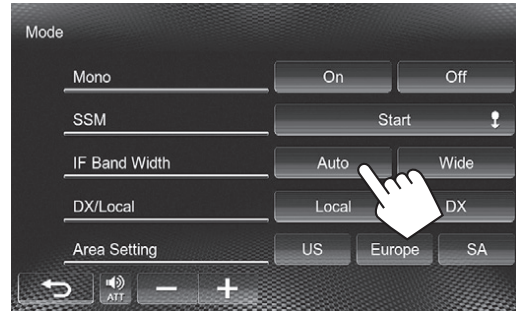 Mode
Mono On Off
SSM Start
IF Band Width Auto Wide
DX/Local Local DX
Area Setting US Europe SA
ATT